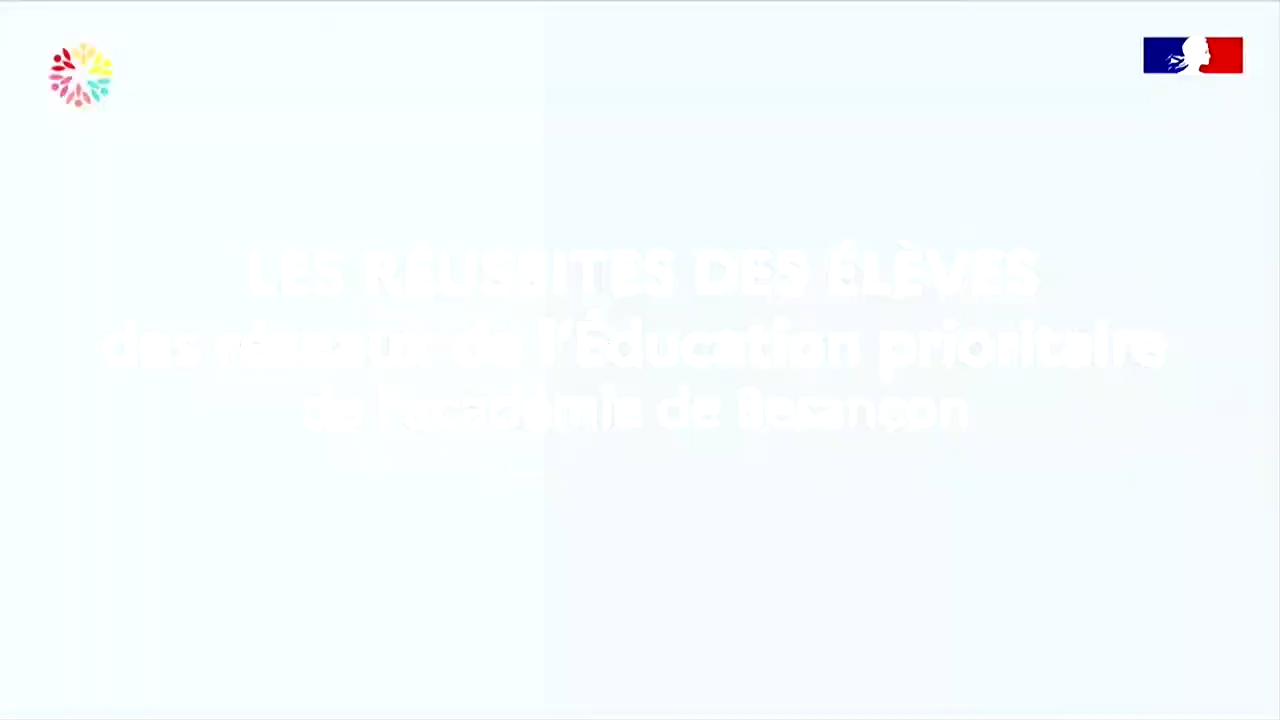 LES RÉUSSITES DES ÉLÈVES
des réseaux de l'Éducation prioritaire
de l'académie de Besançon